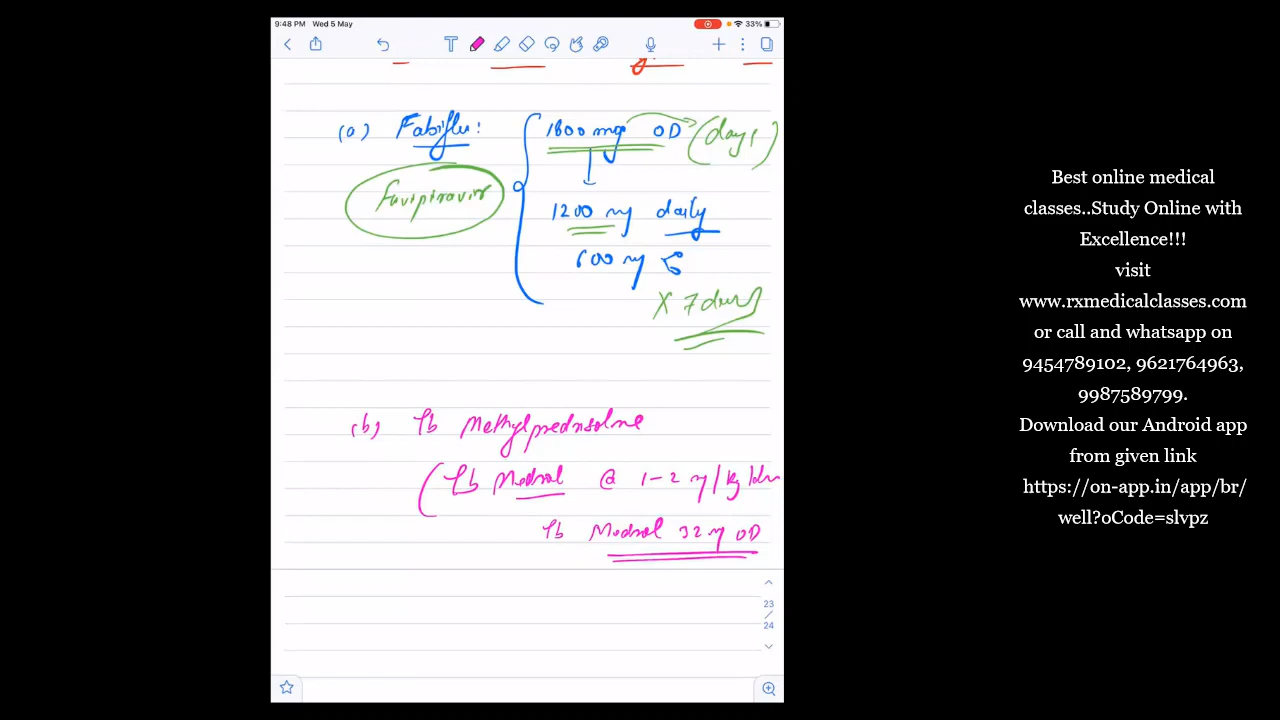 9:48 PM Wed 5 May
33%
(a) Fabiflu: 1800 mg OD (day 1)
Favipiravir
1200 mg daily
600 mg
X 7 days
(b) Tb Methylprednisolne
(Tb Medrol @ 1-2 mg/kg/day
Tb Medrol 32 mg OD
23
24
Best online medical
classes..Study Online with
Excellence!!!
visit
www.rxmedicalclasses.com
or call and whatsapp on
9454789102, 9621764963,
9987589799.
Download our Android app
from given link
https://on-app.in/app/br/
well?oCode=slvpz